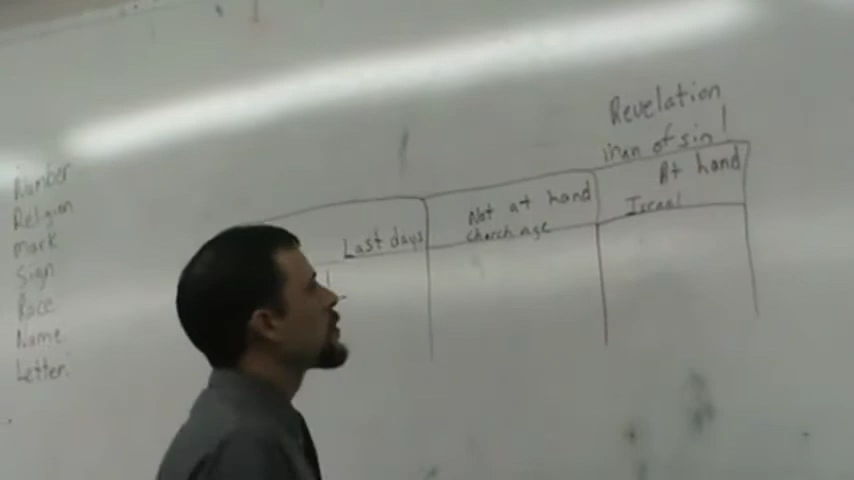 Number
Religion
Mark
Sign
Race
Name
Letter
Revelation
man of sin
Last days
Not at hand
church age
At hand
Israel